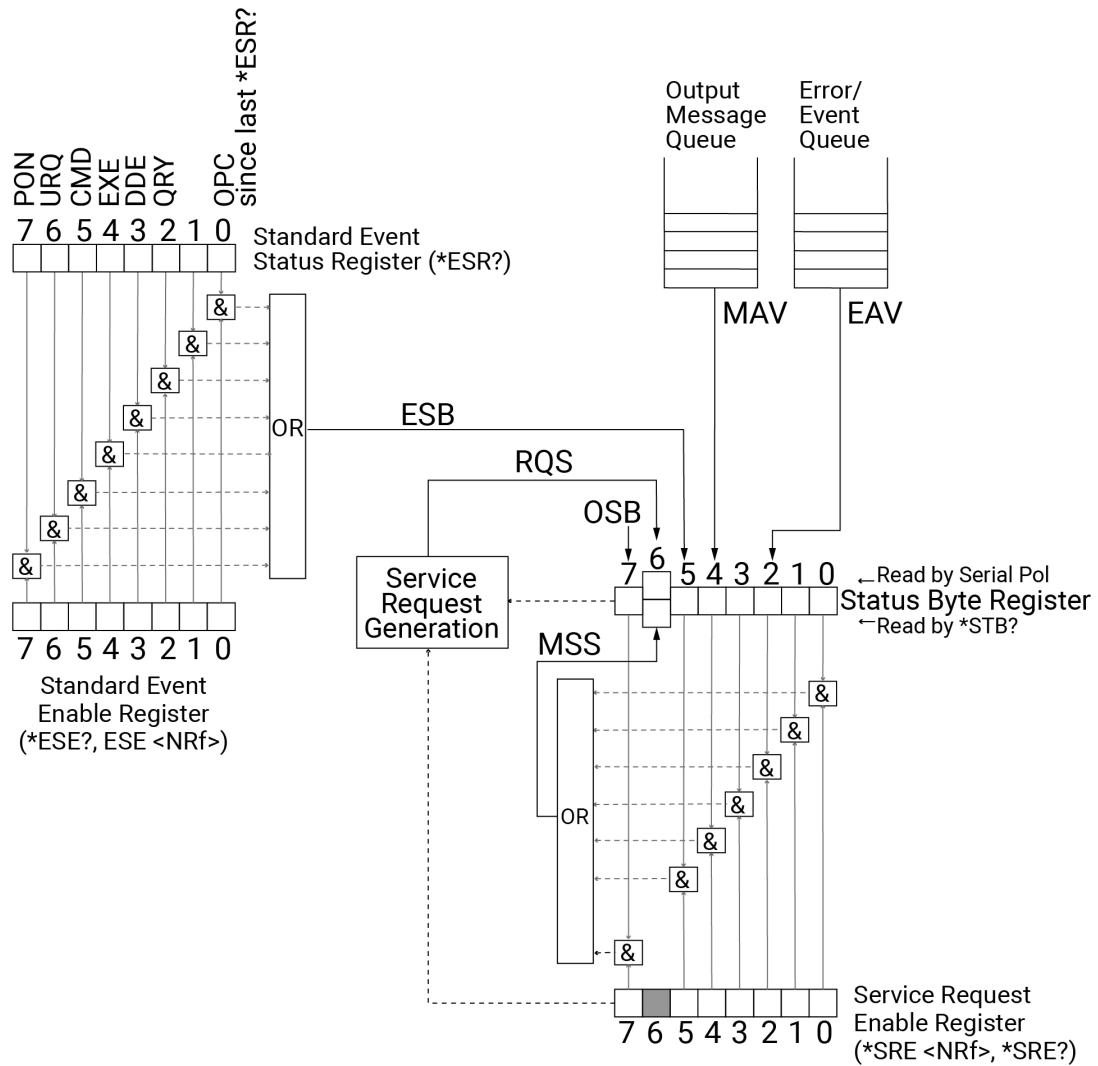 PON
URQ
CMD
EXE
DDE
QRY
OPC
since last *ESR?
7 6 5 4 3 2 1 0
Standard Event
Status Register (*ESR?)
&
&
&
&
&
&
&
&
OR
7 6 5 4 3 2 1 0
Standard Event
Enable Register
(*ESE?, ESE <NRf>)
Output
Message
Queue
Error/
Event
Queue
MAV
EAV
ESB
RQS
OSB
7 6 5 4 3 2 1 0
←Read by Serial Pol
Status Byte Register
←Read by *STB?
Service
Request
Generation
MSS
&
&
&
&
&
&
&
OR
7 6 5 4 3 2 1 0
Service Request
Enable Register
(*SRE <NRf>, *SRE?)